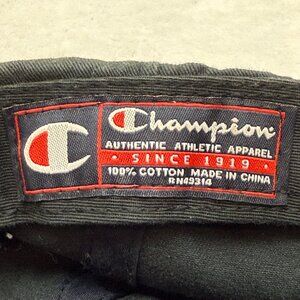 Champion
AUTHENTIC ATHLETIC APPAREL
• SINCE 1919 •
100% COTTON MADE IN CHINA
RN49314